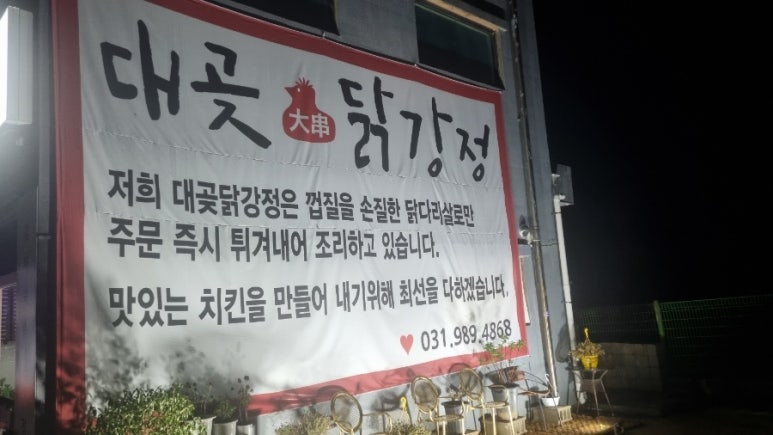 대곶 大串 닭강정
저희 대곶닭강정은 껍질을 손질한 닭다리살로만
주문 즉시 튀겨내어 조리하고 있습니다.
맛있는 치킨을 만들어 내기위해 최선을 다하겠습니다.
♥ 031.989.4868